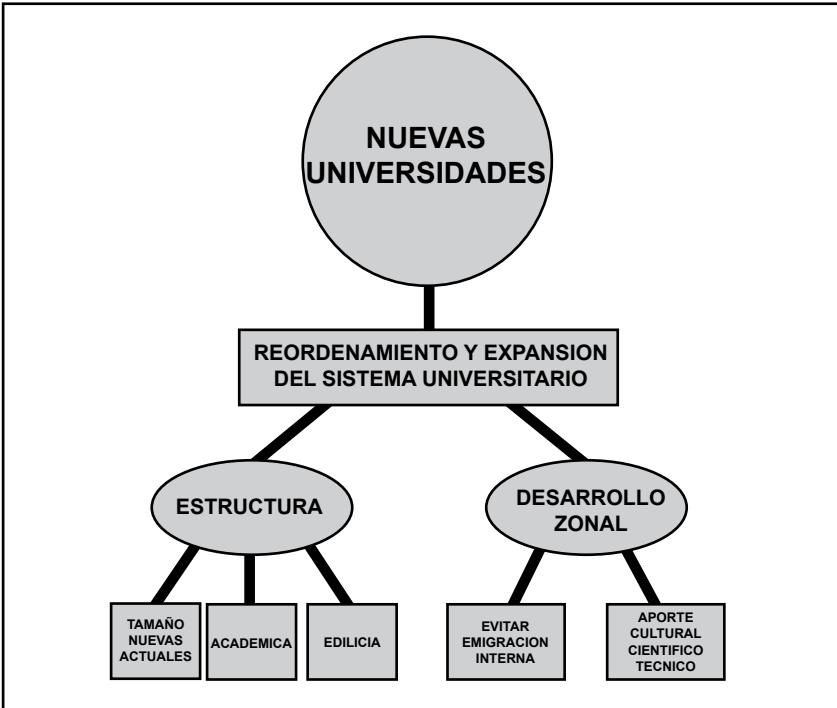 NUEVAS
UNIVERSIDADES
REORDENAMIENTO Y EXPANSION
DEL SISTEMA UNIVERSITARIO
ESTRUCTURA
DESARROLLO
ZONAL
TAMAÑO
NUEVAS
ACTUALES
ACADEMICA
EDILICIA
EVITAR
EMIGRACION
INTERNA
APORTE
CULTURAL
CIENTIFICO
TECNICO